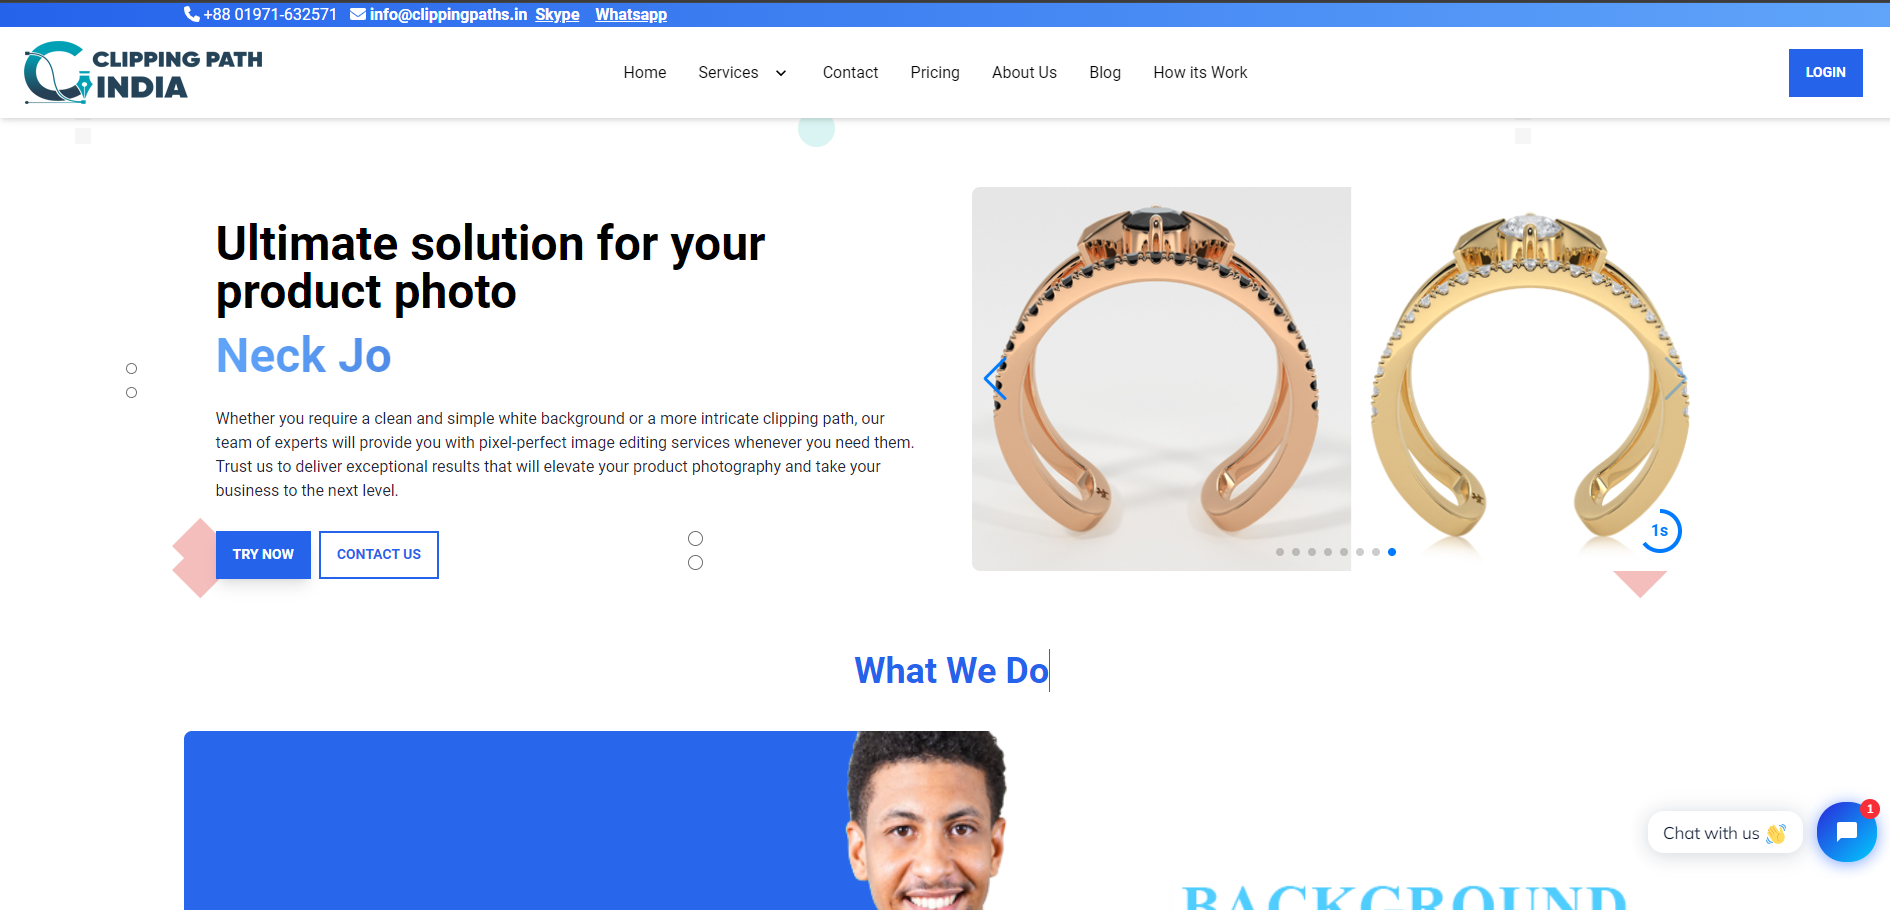 +88 01971-632571 info@clippingpaths.in Skype Whatsapp
CLIPPING PATH
INDIA
Home Services Contact Pricing About Us Blog How its Work
LOGIN
Ultimate solution for your
product photo
Neck Jo
Whether you require a clean and simple white background or a more intricate clipping path, our
team of experts will provide you with pixel-perfect image editing services whenever you need them.
Trust us to deliver exceptional results that will elevate your product photography and take your
business to the next level.
TRY NOW CONTACT US
1s
What We Do
1
Chat with us 👋
BACKGROUND